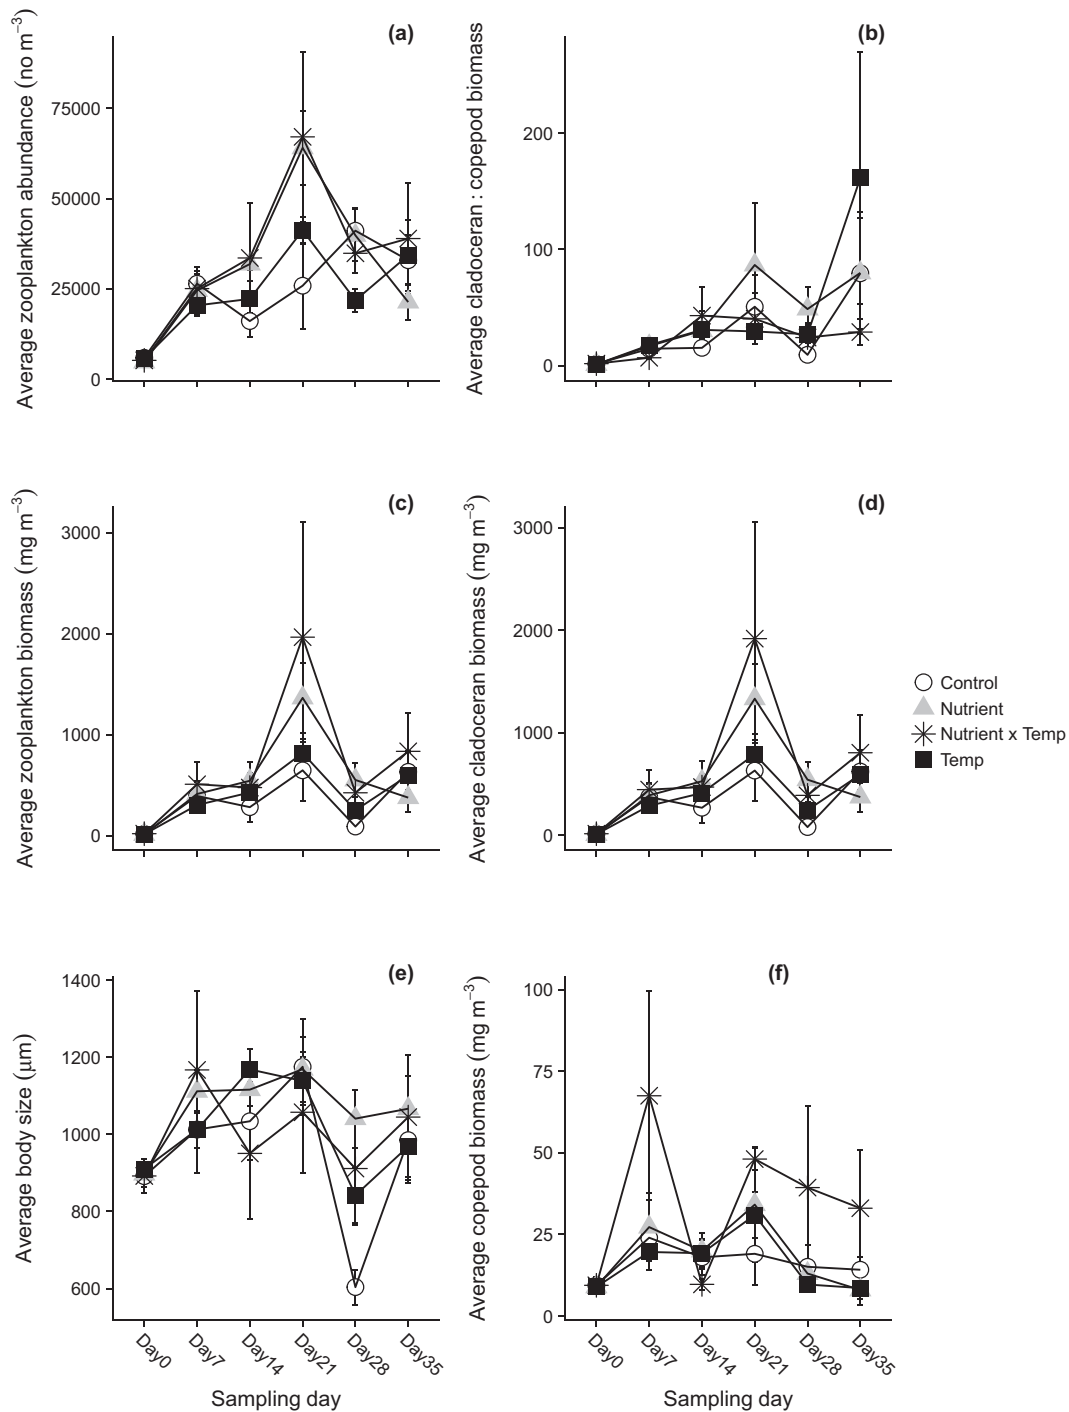 (a)
Average zooplankton abundance (no m⁻³)
75000
50000
25000
0
(b)
Average cladoceran : copepod biomass
200
100
0
(c)
Average zooplankton biomass (mg m⁻³)
3000
2000
1000
0
(d)
Average cladoceran biomass (mg m⁻³)
3000
2000
1000
0
Control
Nutrient
Nutrient x Temp
Temp
(e)
Average body size (μm)
1400
1200
1000
800
600
Day0 Day7 Day14 Day21 Day28 Day35
Sampling day
(f)
Average copepod biomass (mg m⁻³)
100
75
50
25
0
Day0 Day7 Day14 Day21 Day28 Day35
Sampling day